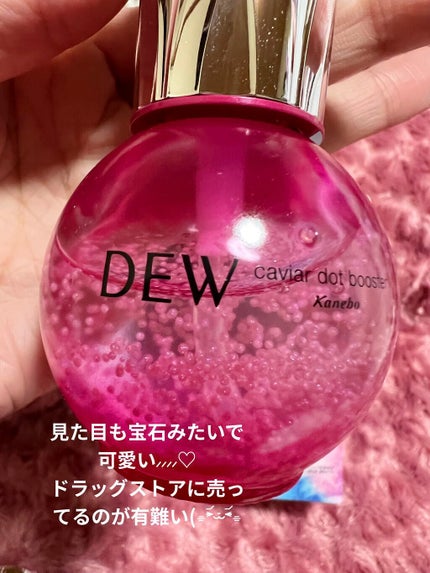 DEW
caviar dot booster
Kanebo
見た目も宝石みたいで
可愛い,,,,♡
ドラッグストアに売っ
てるのが有難い